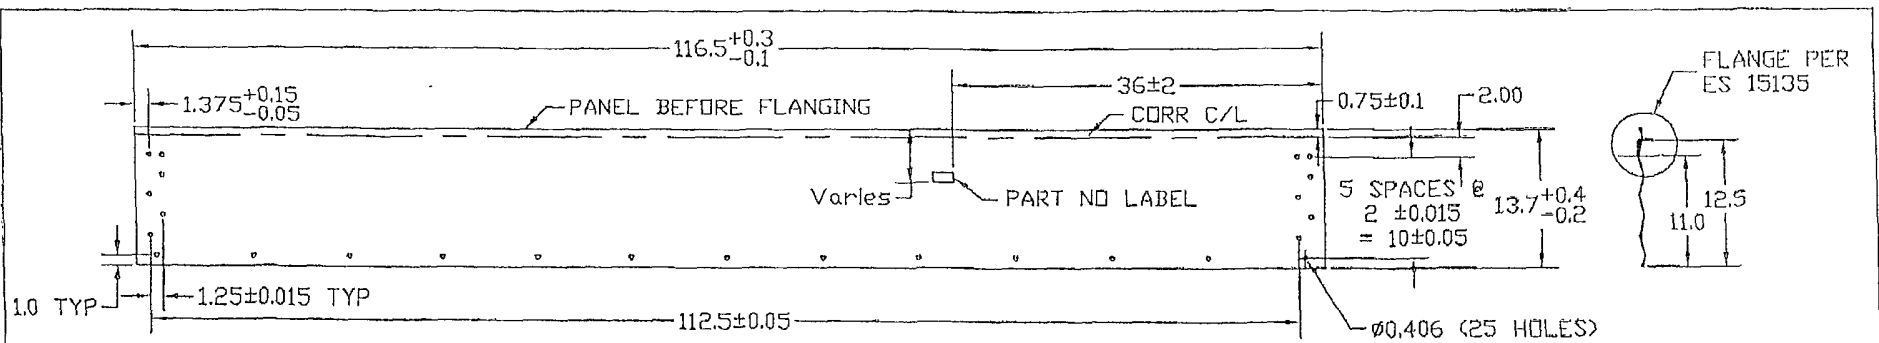 116.5+0.3
-0.1
FLANGE PER
ES 15135
36±2
1.375+0.15
-0.05
PANEL BEFORE FLANGING
CORR C/L
0.75±0.1
2.00
Varies
PART NO LABEL
5 SPACES @
2 ±0.015
= 10±0.05
13.7+0.4
-0.2
11.0
12.5
1.0 TYP
1.25±0.015 TYP
112.5±0.05
ø0.406 (25 HOLES)